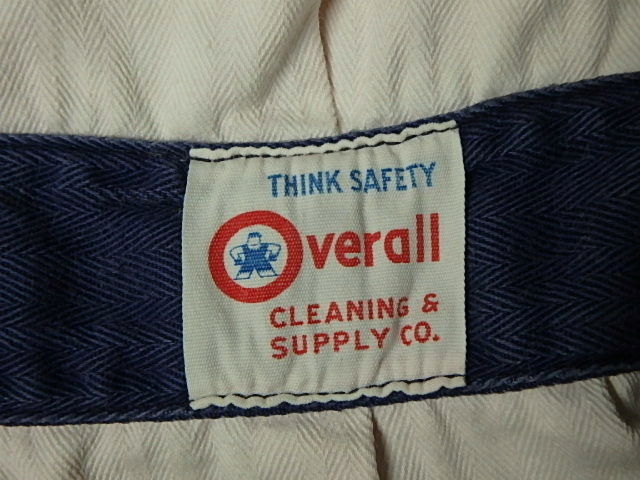 THINK SAFETY
Overall
CLEANING &
SUPPLY CO.